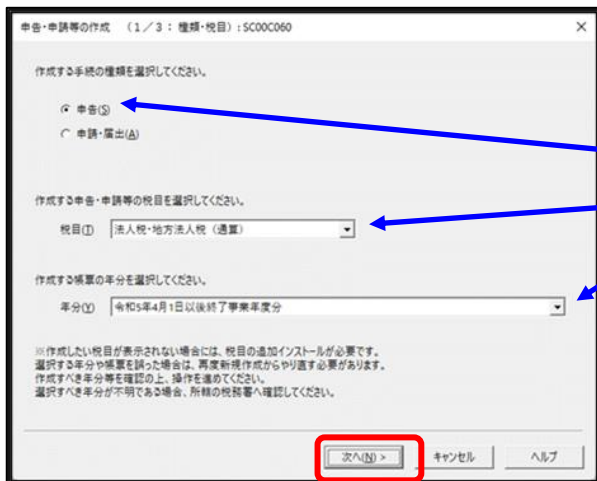 申告・申請等の作成　(1／3：種類・税目)：SC00C060
作成する手続の種類を選択してください。
申告(S)
申請・届出(A)
作成する申告・申請等の税目を選択してください。
税目(T)　法人税・地方法人税（通算）
作成する帳票の年分を選択してください。
年分(Y)　令和5年4月1日以後終了事業年度分
※作成したい税目が表示されない場合には、税目の追加インストールが必要です。
選択する年分や帳票を誤った場合は、再度新規作成からやり直す必要があります。
作成すべき年分等を確認の上、操作を進めてください。
選択すべき年分が不明である場合、所轄の税務署へ確認してください。
次へ(N) >　キャンセル　ヘルプ